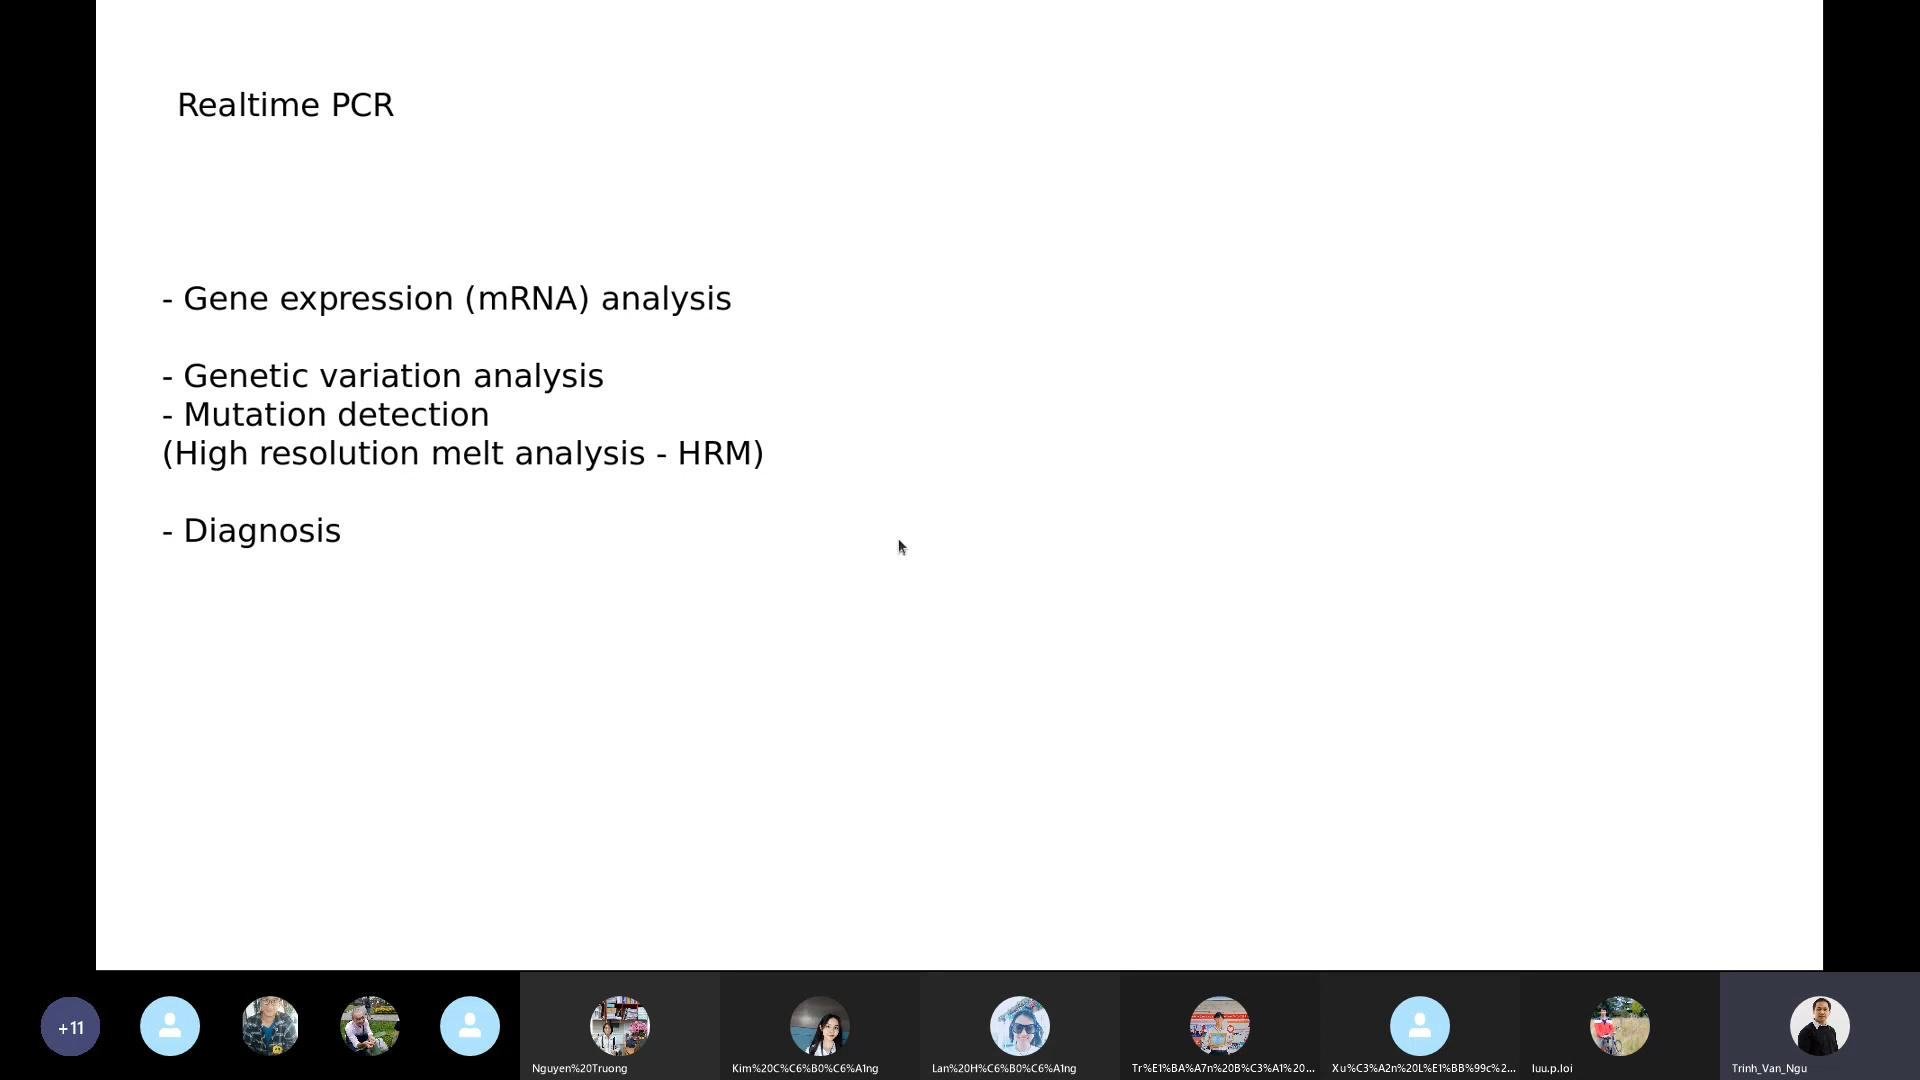 Realtime PCR
- Gene expression (mRNA) analysis
- Genetic variation analysis
- Mutation detection
(High resolution melt analysis - HRM)
- Diagnosis
+11
Nguyen%20Truong
Kim%20C%C6%B0%C6%A1ng
Lan%20H%C6%B0%C6%A1ng
Tr%E1%BA%A7n%20B%C3%A1%20...
Xu%C3%A2n%20L%E1%BB%99c%2...
luu.p.loi
Trinh_Van_Ngu